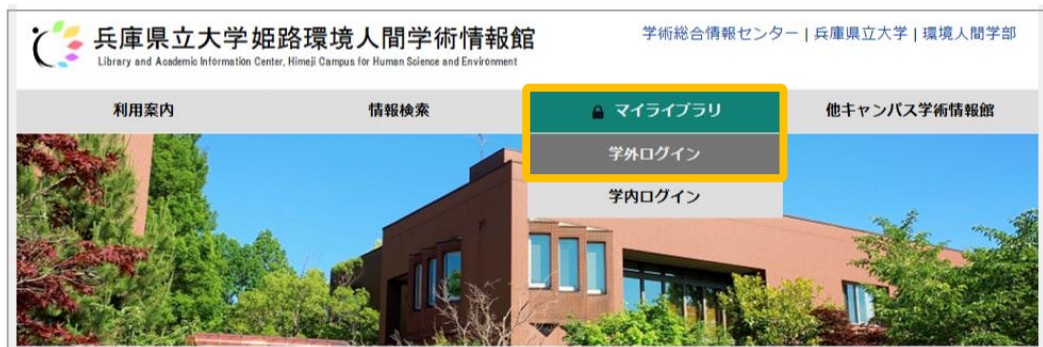 兵庫県立大学姫路環境人間学術情報館
Library and Academic Information Center, Himeji Campus for Human Science and Environment
学術総合情報センター | 兵庫県立大学 | 環境人間学部
利用案内
情報検索
マイライブラリ
他キャンパス学術情報館
学外ログイン
学内ログイン